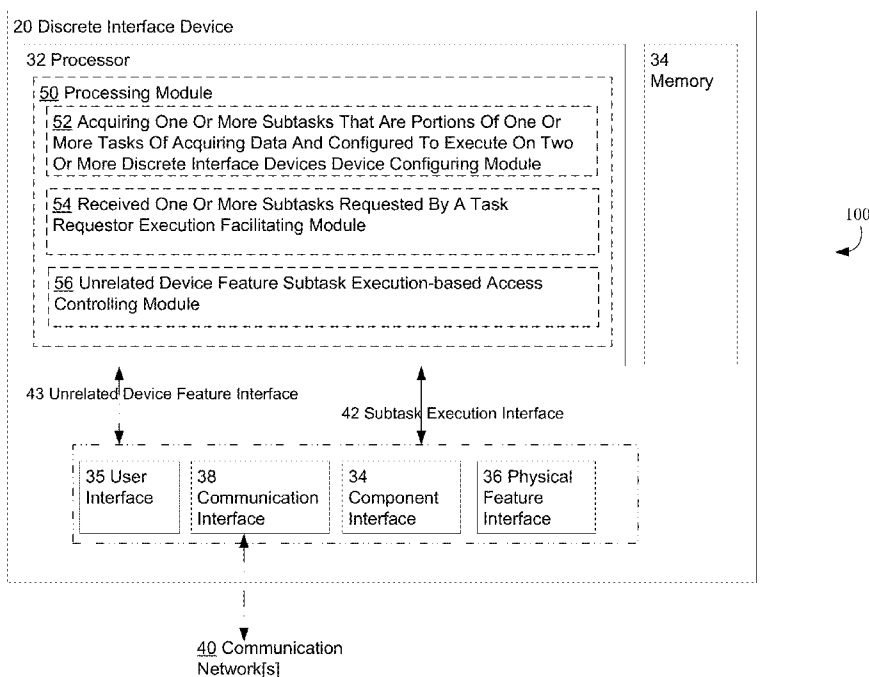 20 Discrete Interface Device
32 Processor
34
Memory
50 Processing Module
52 Acquiring One Or More Subtasks That Are Portions Of One Or
More Tasks Of Acquiring Data And Configured To Execute On Two
Or More Discrete Interface Devices Device Configuring Module
54 Received One Or More Subtasks Requested By A Task
Requestor Execution Facilitating Module
100
56 Unrelated Device Feature Subtask Execution-based Access
Controlling Module
43 Unrelated Device Feature Interface
42 Subtask Execution Interface
35 User
Interface
38
Communication
Interface
34
Component
Interface
36 Physical
Feature
Interface
40 Communication
Network[s]